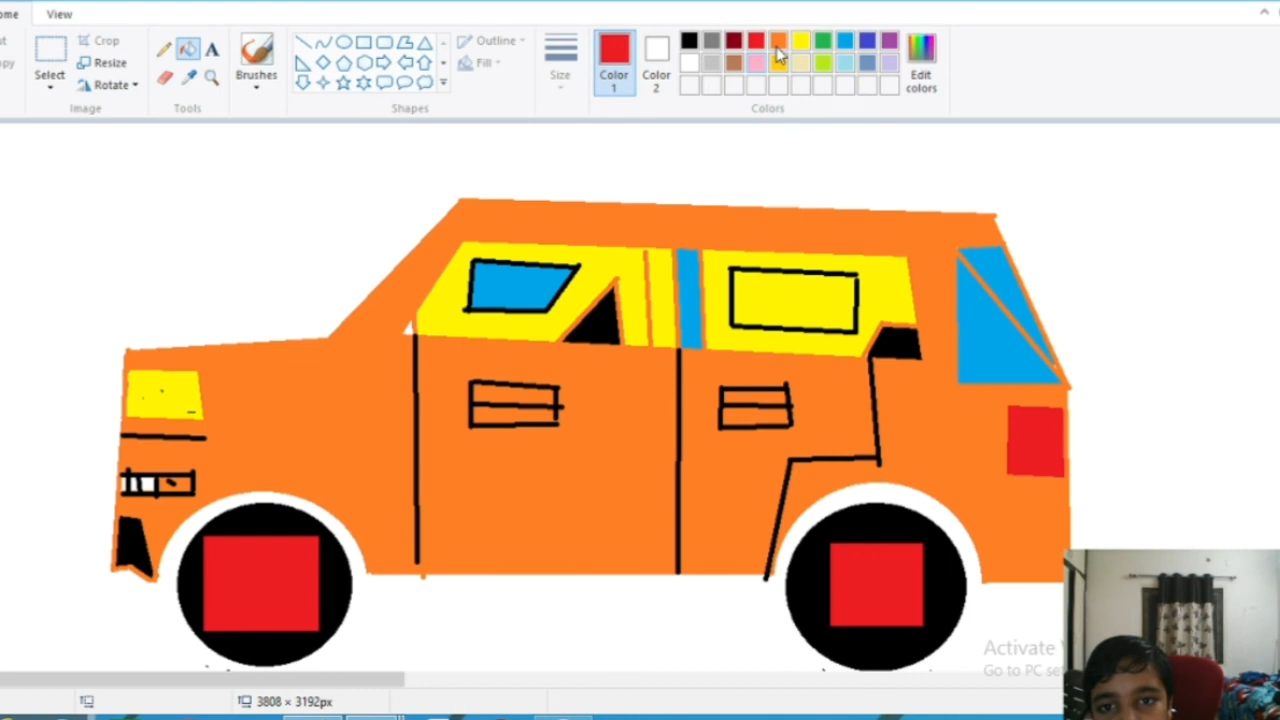 ome View
Crop
Resize
Rotate
Select
Image
A
Tools
Brushes
Outline
Fill
Shapes
Size
Color
1
Color
2
Edit
colors
Colors
Activate
Go to PC
3808 × 3192px